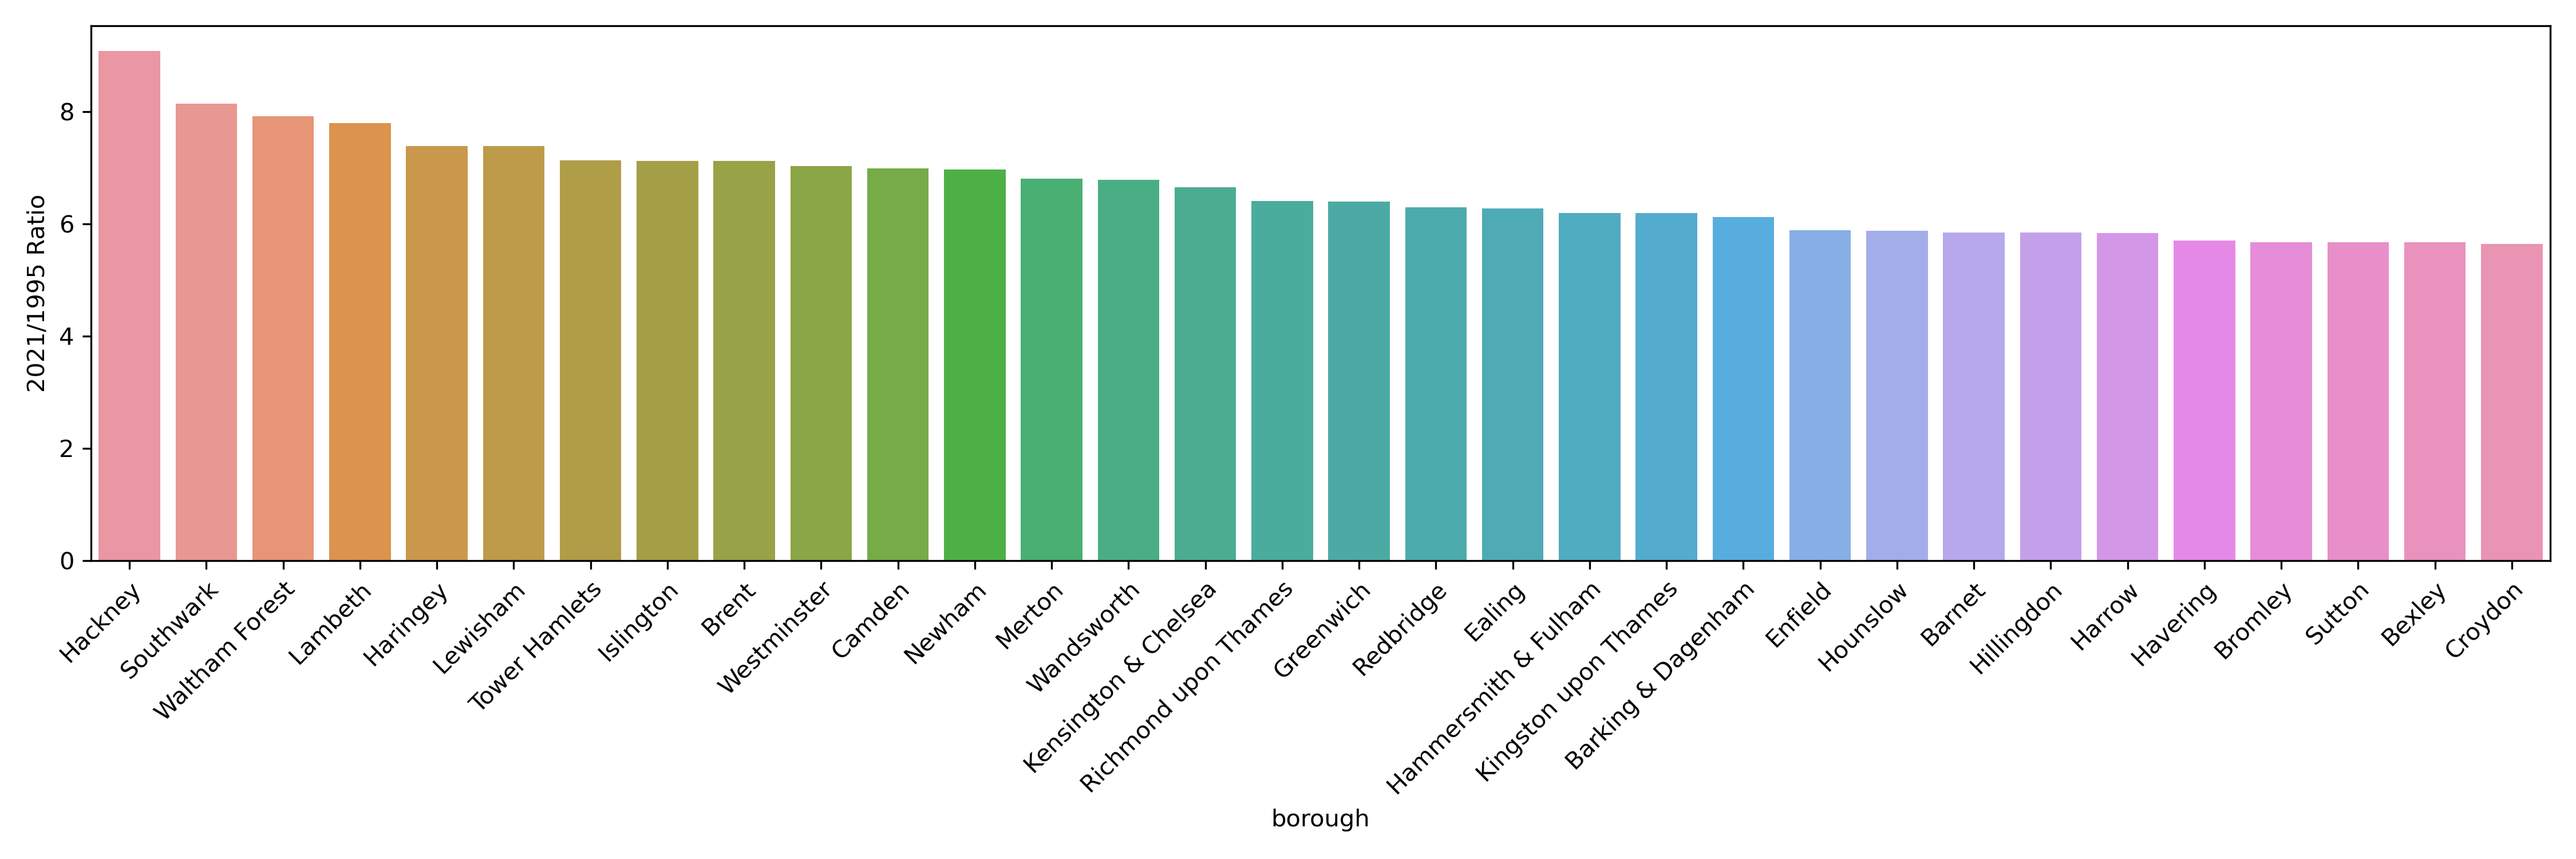 2021/1995 Ratio
8
6
4
2
0
Hackney
Southwark
Waltham Forest
Lambeth
Haringey
Lewisham
Tower Hamlets
Islington
Brent
Westminster
Camden
Newham
Merton
Wandsworth
Kensington & Chelsea
Richmond upon Thames
Greenwich
Redbridge
Ealing
Hammersmith & Fulham
Kingston upon Thames
Barking & Dagenham
Enfield
Hounslow
Barnet
Hillingdon
Harrow
Havering
Bromley
Sutton
Bexley
Croydon
borough